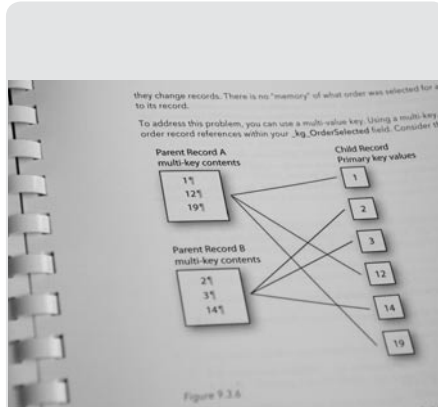 they change records. There is no "memory" of what order was selected for a
to its record.
To address this problem, you can use a multi-value key. Using a multi-key
order record references within your _kg_OrderSelected field. Consider th
Parent Record A
multi-key contents
1¶
12¶
19¶
Parent Record B
multi-key contents
2¶
3¶
14¶
Child Record
Primary key values
1
2
3
12
14
19
Figure 9.3.6